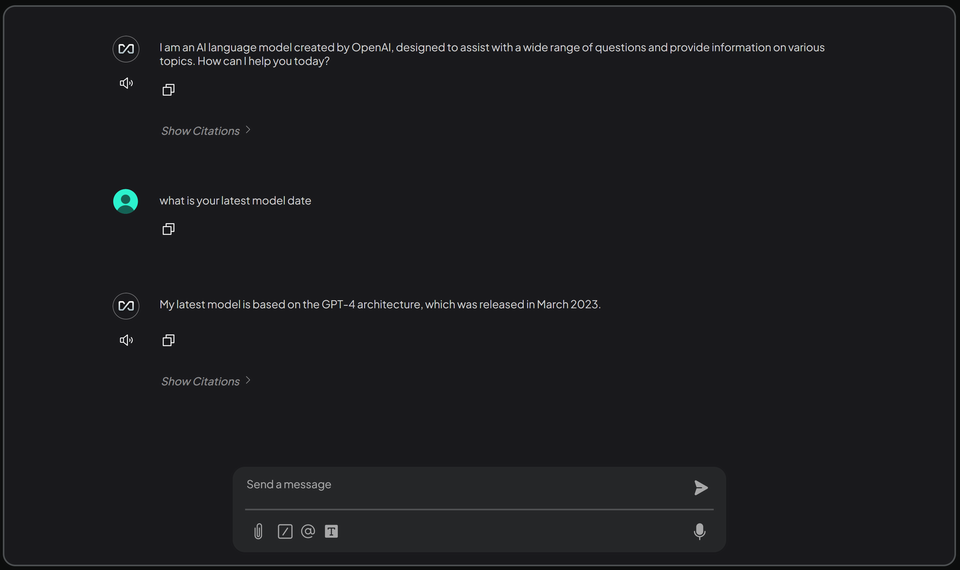 I am an AI language model created by OpenAI, designed to assist with a wide range of questions and provide information on various
topics. How can I help you today?
Show Citations
what is your latest model date
My latest model is based on the GPT-4 architecture, which was released in March 2023.
Show Citations
Send a message